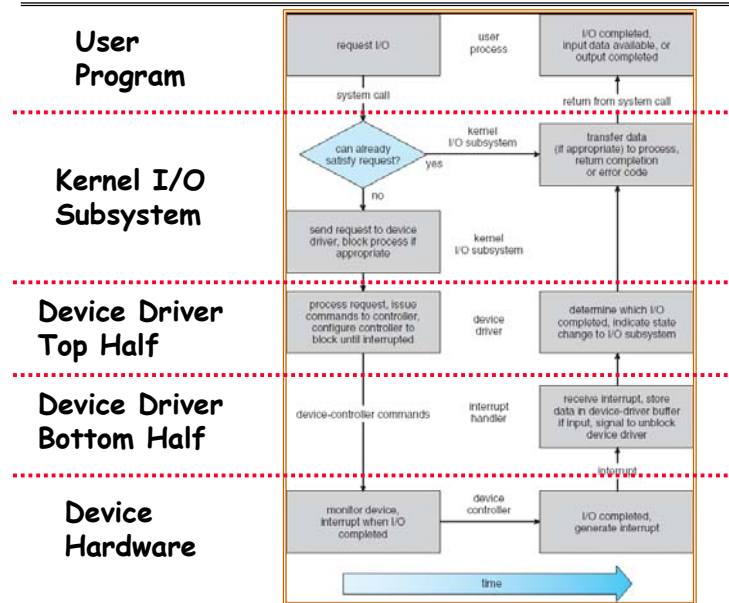 User
Program
request I/O
user
process
I/O completed,
input data available, or
output completed
system call
return from system call
Kernel I/O
Subsystem
can already
satisfy request?
yes
no
kernel
I/O subsystem
transfer data
(if appropriate) to process,
return completion
or error code
send request to device
driver, block process if
appropriate
kernel
I/O subsystem
Device Driver
Top Half
process request, issue
commands to controller,
configure controller to
block until interrupted
device
driver
determine which I/O
completed, indicate state
change to I/O subsystem
Device Driver
Bottom Half
device-controller commands
interrupt
handler
receive interrupt, store
data in device-driver buffer
if input, signal to unblock
device driver
interrupt
Device
Hardware
monitor device,
interrupt when I/O
completed
device
controller
I/O completed,
generate interrupt
time